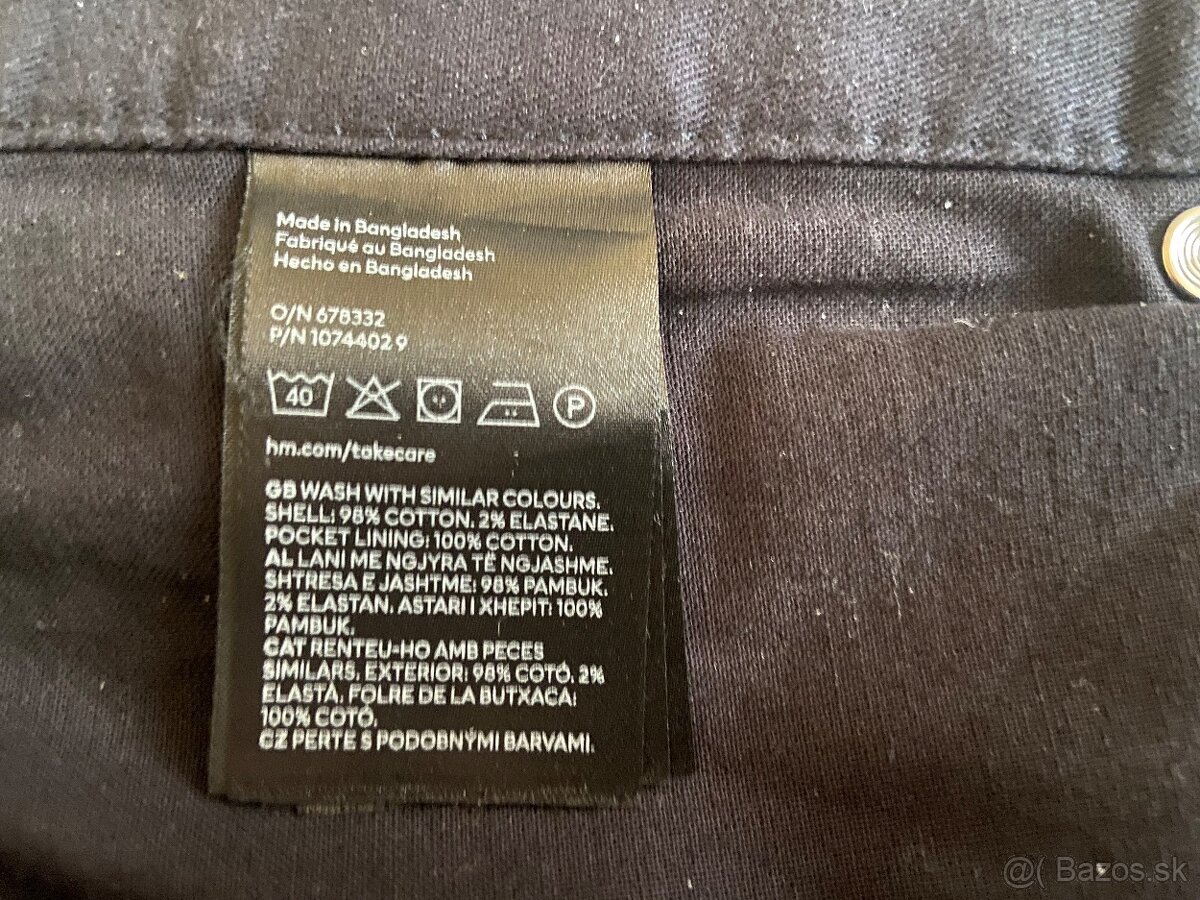 Made in Bangladesh
Fabriqué au Bangladesh
Hecho en Bangladesh
O/N 678332
P/N 1074402 9
40
P
hm.com/takecare
GB WASH WITH SIMILAR COLOURS.
SHELL: 98% COTTON. 2% ELASTANE.
POCKET LINING: 100% COTTON.
AL LANI ME NGJYRA TË NGJASHME.
SHTRESA E JASHTME: 98% PAMBUK.
2% ELASTAN. ASTARI I XHEPIT: 100%
PAMBUK.
CAT RENTEU-HO AMB PECES
SIMILARS. EXTERIOR: 98% COTÓ. 2%
ELASTÀ. FOLRE DE LA BUTXACA:
100% COTÓ.
CZ PERTE S PODOBNÝMI BARVAMI.
@( Bazos.sk